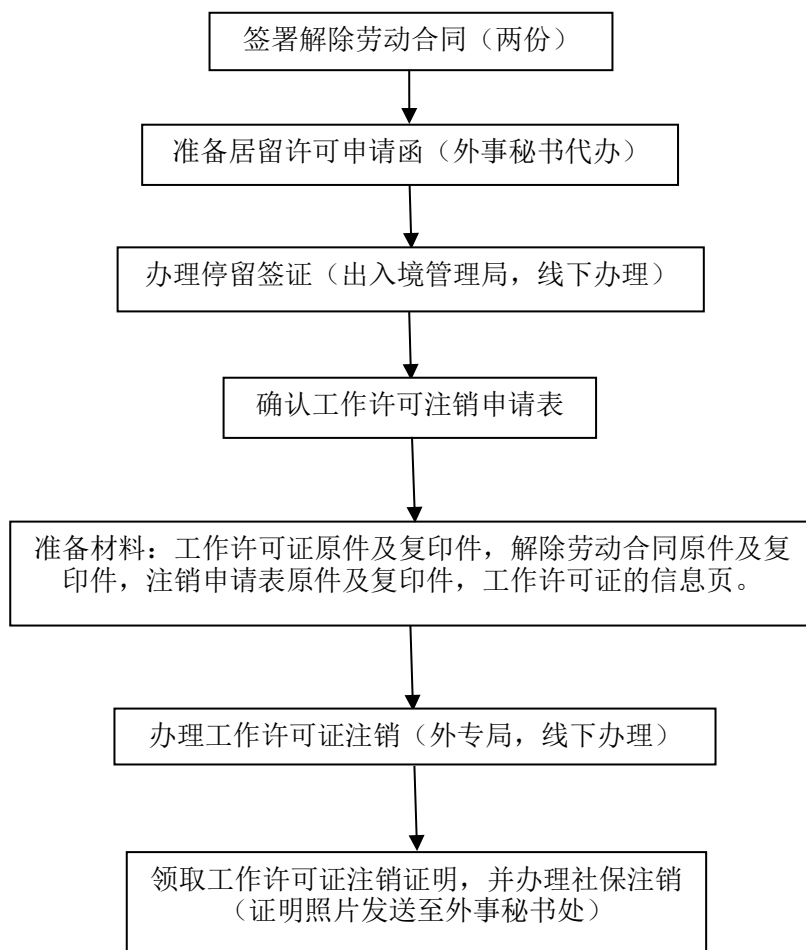 签署解除劳动合同（两份）
准备居留许可申请函（外事秘书代办）
办理停留签证（出入境管理局，线下办理）
确认工作许可注销申请表
准备材料：工作许可证原件及复印件，解除劳动合同原件及复
印件，注销申请表原件及复印件，工作许可证的信息页。
办理工作许可证注销（外专局，线下办理）
领取工作许可证注销证明，并办理社保注销
（证明照片发送至外事秘书处）